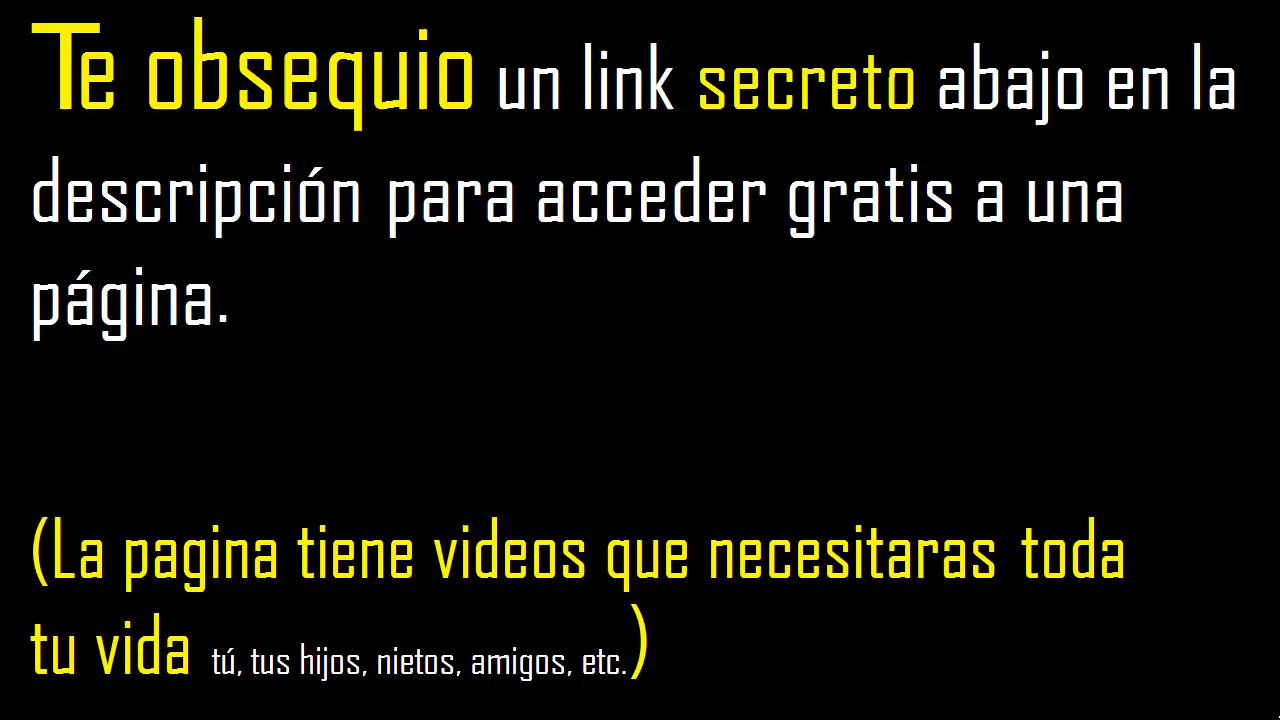 Te obsequio un link secreto abajo en la
descripción para acceder gratis a una
página.
(La pagina tiene videos que necesitaras toda
tu vida tú, tus hijos, nietos, amigos, etc.)